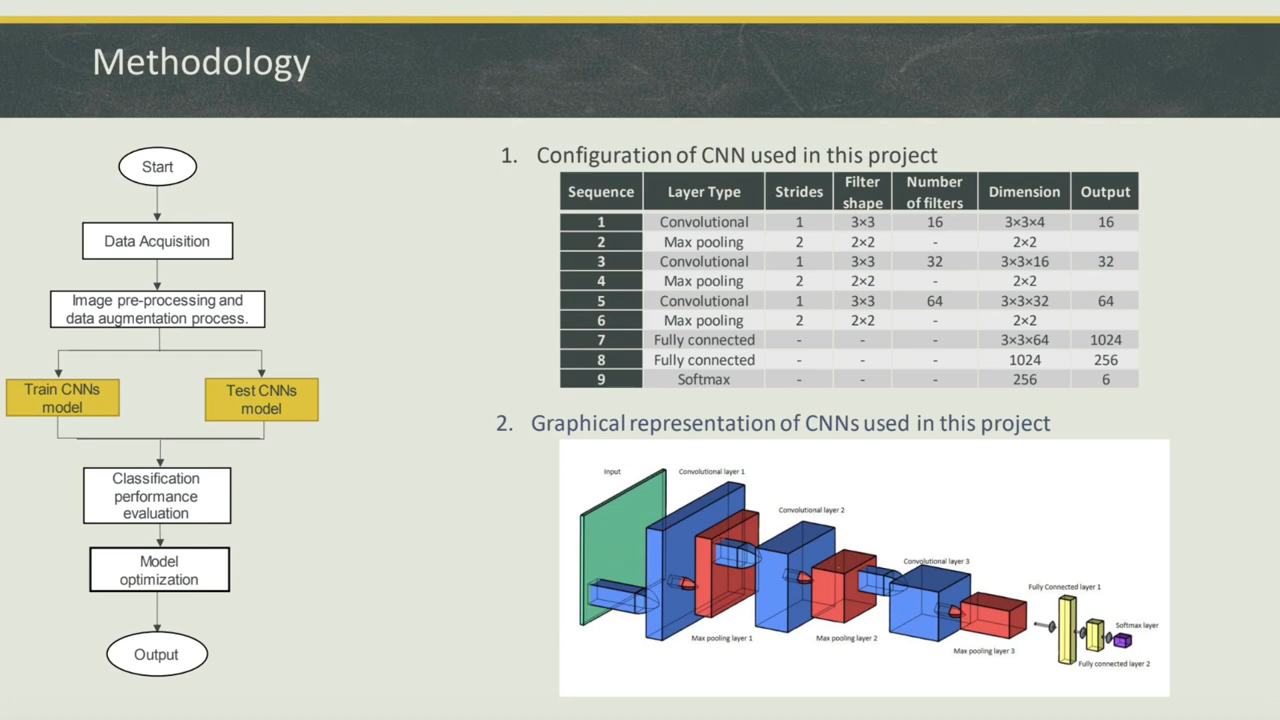 Methodology
Start
Data Acquisition
Image pre-processing and
data augmentation process.
Train CNNs
model
Test CNNs
model
Classification
performance
evaluation
Model
optimization
Output
1. Configuration of CNN used in this project
Sequence Layer Type Strides Filter shape Number of filters Dimension Output
1 Convolutional 1 3×3 16 3×3×4 16
2 Max pooling 2 2×2 - 2×2
3 Convolutional 1 3×3 32 3×3×16 32
4 Max pooling 2 2×2 - 2×2
5 Convolutional 1 3×3 64 3×3×32 64
6 Max pooling 2 2×2 - 2×2
7 Fully connected - - - 3×3×64 1024
8 Fully connected - - - 1024 256
9 Softmax - - - 256 6
2. Graphical representation of CNNs used in this project
Input
Convolutional layer 1
Convolutional layer 2
Convolutional layer 3
Fully Connected layer 1
Softmax layer
Max pooling layer 1
Max pooling layer 2
Max pooling layer 3
Fully connected layer 2